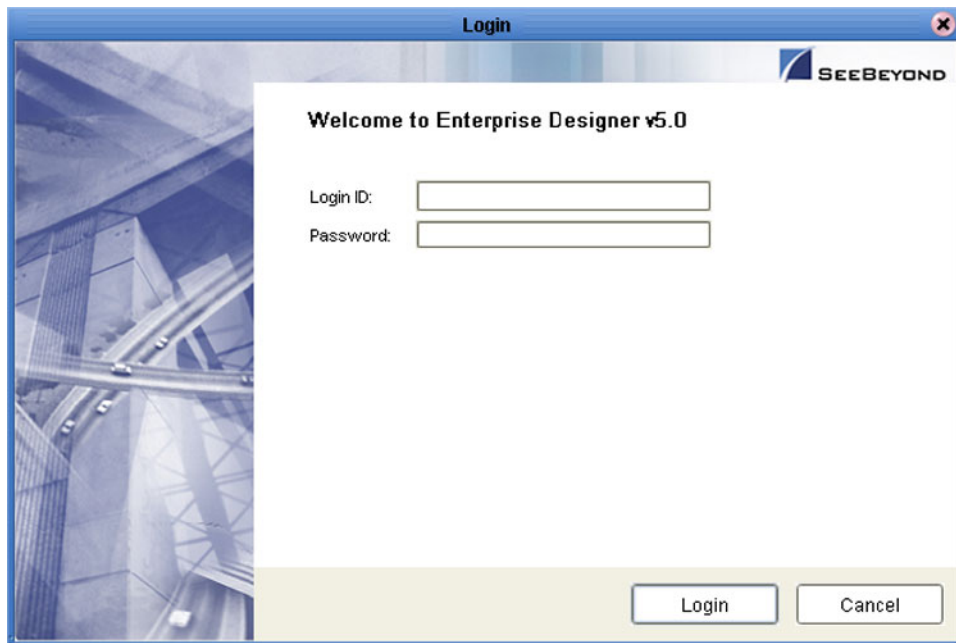 Login
SEEBEYOND
Welcome to Enterprise Designer v5.0
Login ID:
Password:
Login
Cancel